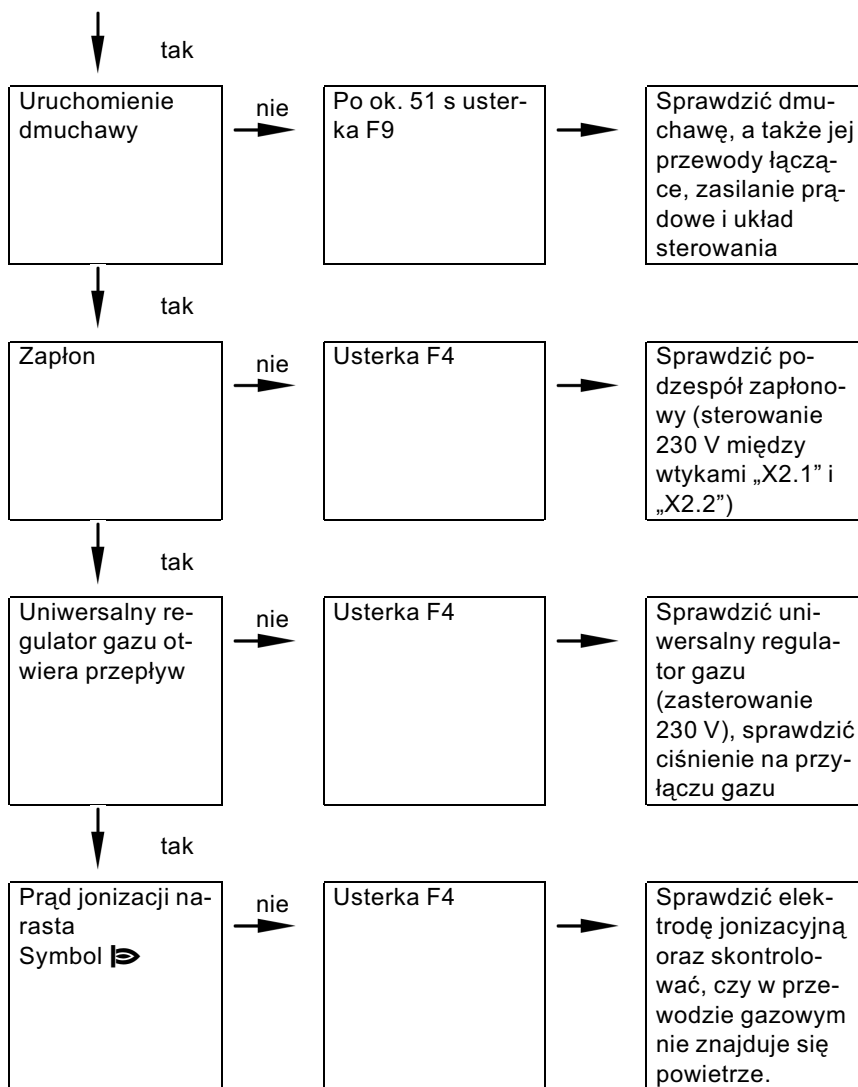 tak
Uruchomienie
dmuchawy
nie
Po ok. 51 s uster-
ka F9
Sprawdzić dmu-
chawę, a także jej
przewody łączą-
ce, zasilanie prą-
dowe i układ
sterowania
tak
Zapłon
nie
Usterka F4
Sprawdzić po-
dzespół zapłono-
wy (sterowanie
230 V między
wtykami „X2.1” i
„X2.2”)
tak
Uniwersalny re-
gulator gazu ot-
wiera przepływ
nie
Usterka F4
Sprawdzić uni-
wersalny regula-
tor gazu
(zasterowanie
230 V), sprawdzić
ciśnienie na przy-
łączu gazu
tak
Prąd jonizacji na-
rasta
Symbol
nie
Usterka F4
Sprawdzić elek-
trodę jonizacyjną
oraz skontrolo-
wać, czy w prze-
wodzie gazowym
nie znajduje się
powietrze.